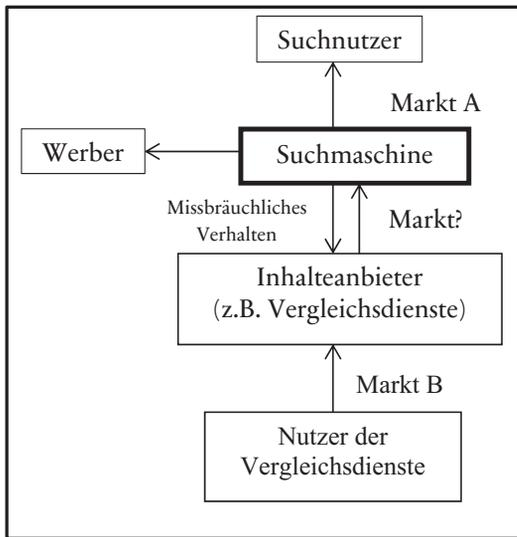 Suchnutzer
Markt A
Werber
Suchmaschine
Missbräuchliches
Verhalten
Markt?
Inhalteanbieter
(z.B. Vergleichsdienste)
Markt B
Nutzer der
Vergleichsdienste